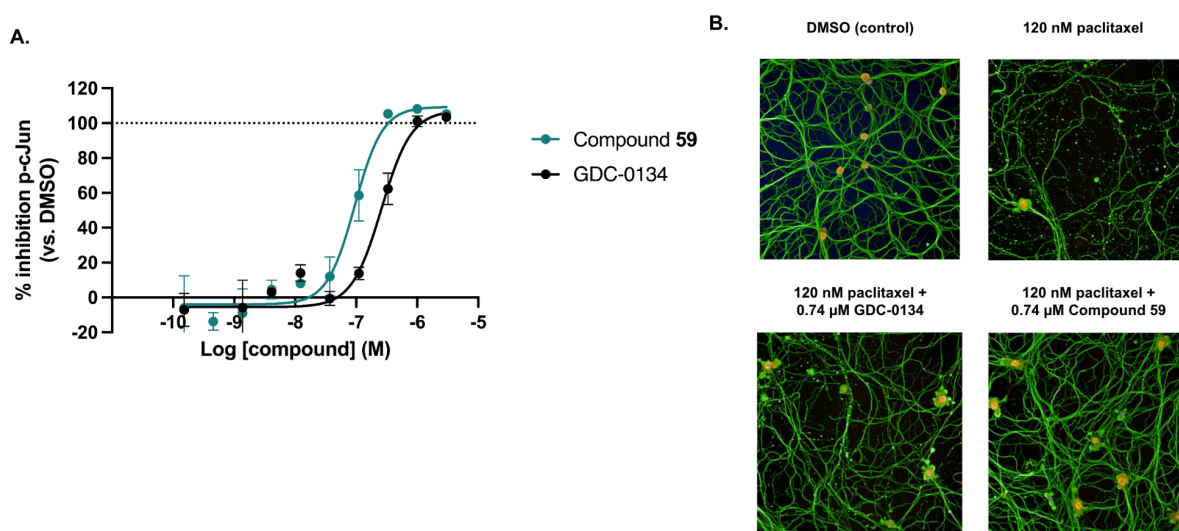 A.
% inhibition p-cJun
(vs. DMSO)
120
100
80
60
40
20
0
-20
-10
-9
-8
-7
-6
-5
Log [compound] (M)
Compound 59
GDC-0134
B.
DMSO (control)
120 nM paclitaxel
120 nM paclitaxel +
0.74 µM GDC-0134
120 nM paclitaxel +
0.74 µM Compound 59